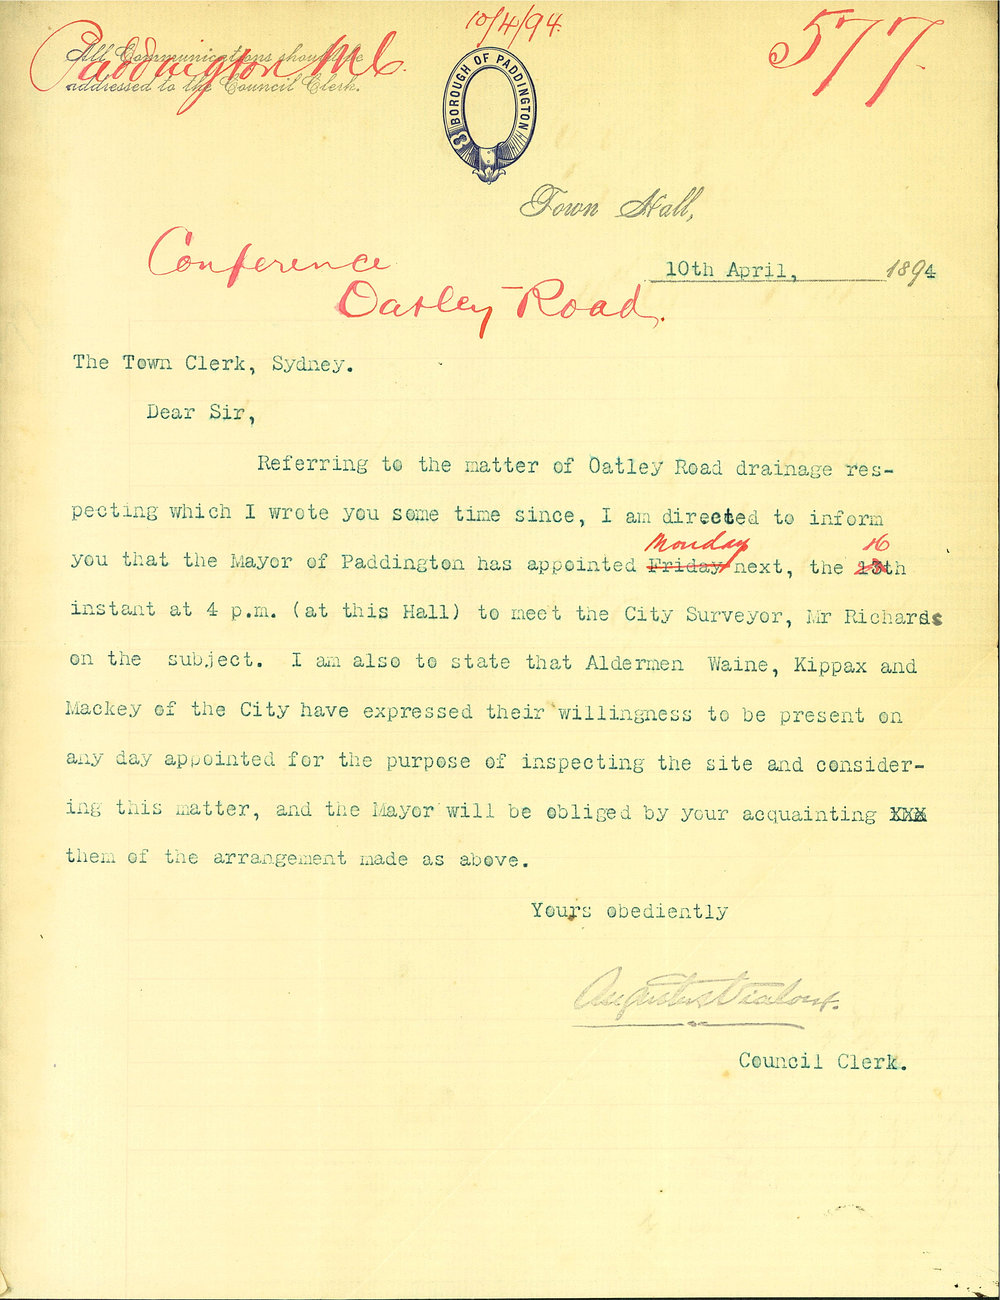 10/4/94.
577.
Paddington M.C.
All Communications should be
addressed to the Council Clerk.
BOROUGH OF PADDINGTON
Town Hall,
Conference
10th April, 1894
Oatley Road.
The Town Clerk, Sydney.
Dear Sir,
Referring to the matter of Oatley Road drainage res-
pecting which I wrote you some time since, I am directed to inform
Monday 16
you that the Mayor of Paddington has appointed Friday next, the 13th
instant at 4 p.m. (at this Hall) to meet the City Surveyor, Mr Richards
on the subject. I am also to state that Aldermen Waine, Kippax and
Mackey of the City have expressed their willingness to be present on
any day appointed for the purpose of inspecting the site and consider-
ing this matter, and the Mayor will be obliged by your acquainting XXX
them of the arrangement made as above.
Yours obediently
Augustus Vialoux.
Council Clerk.